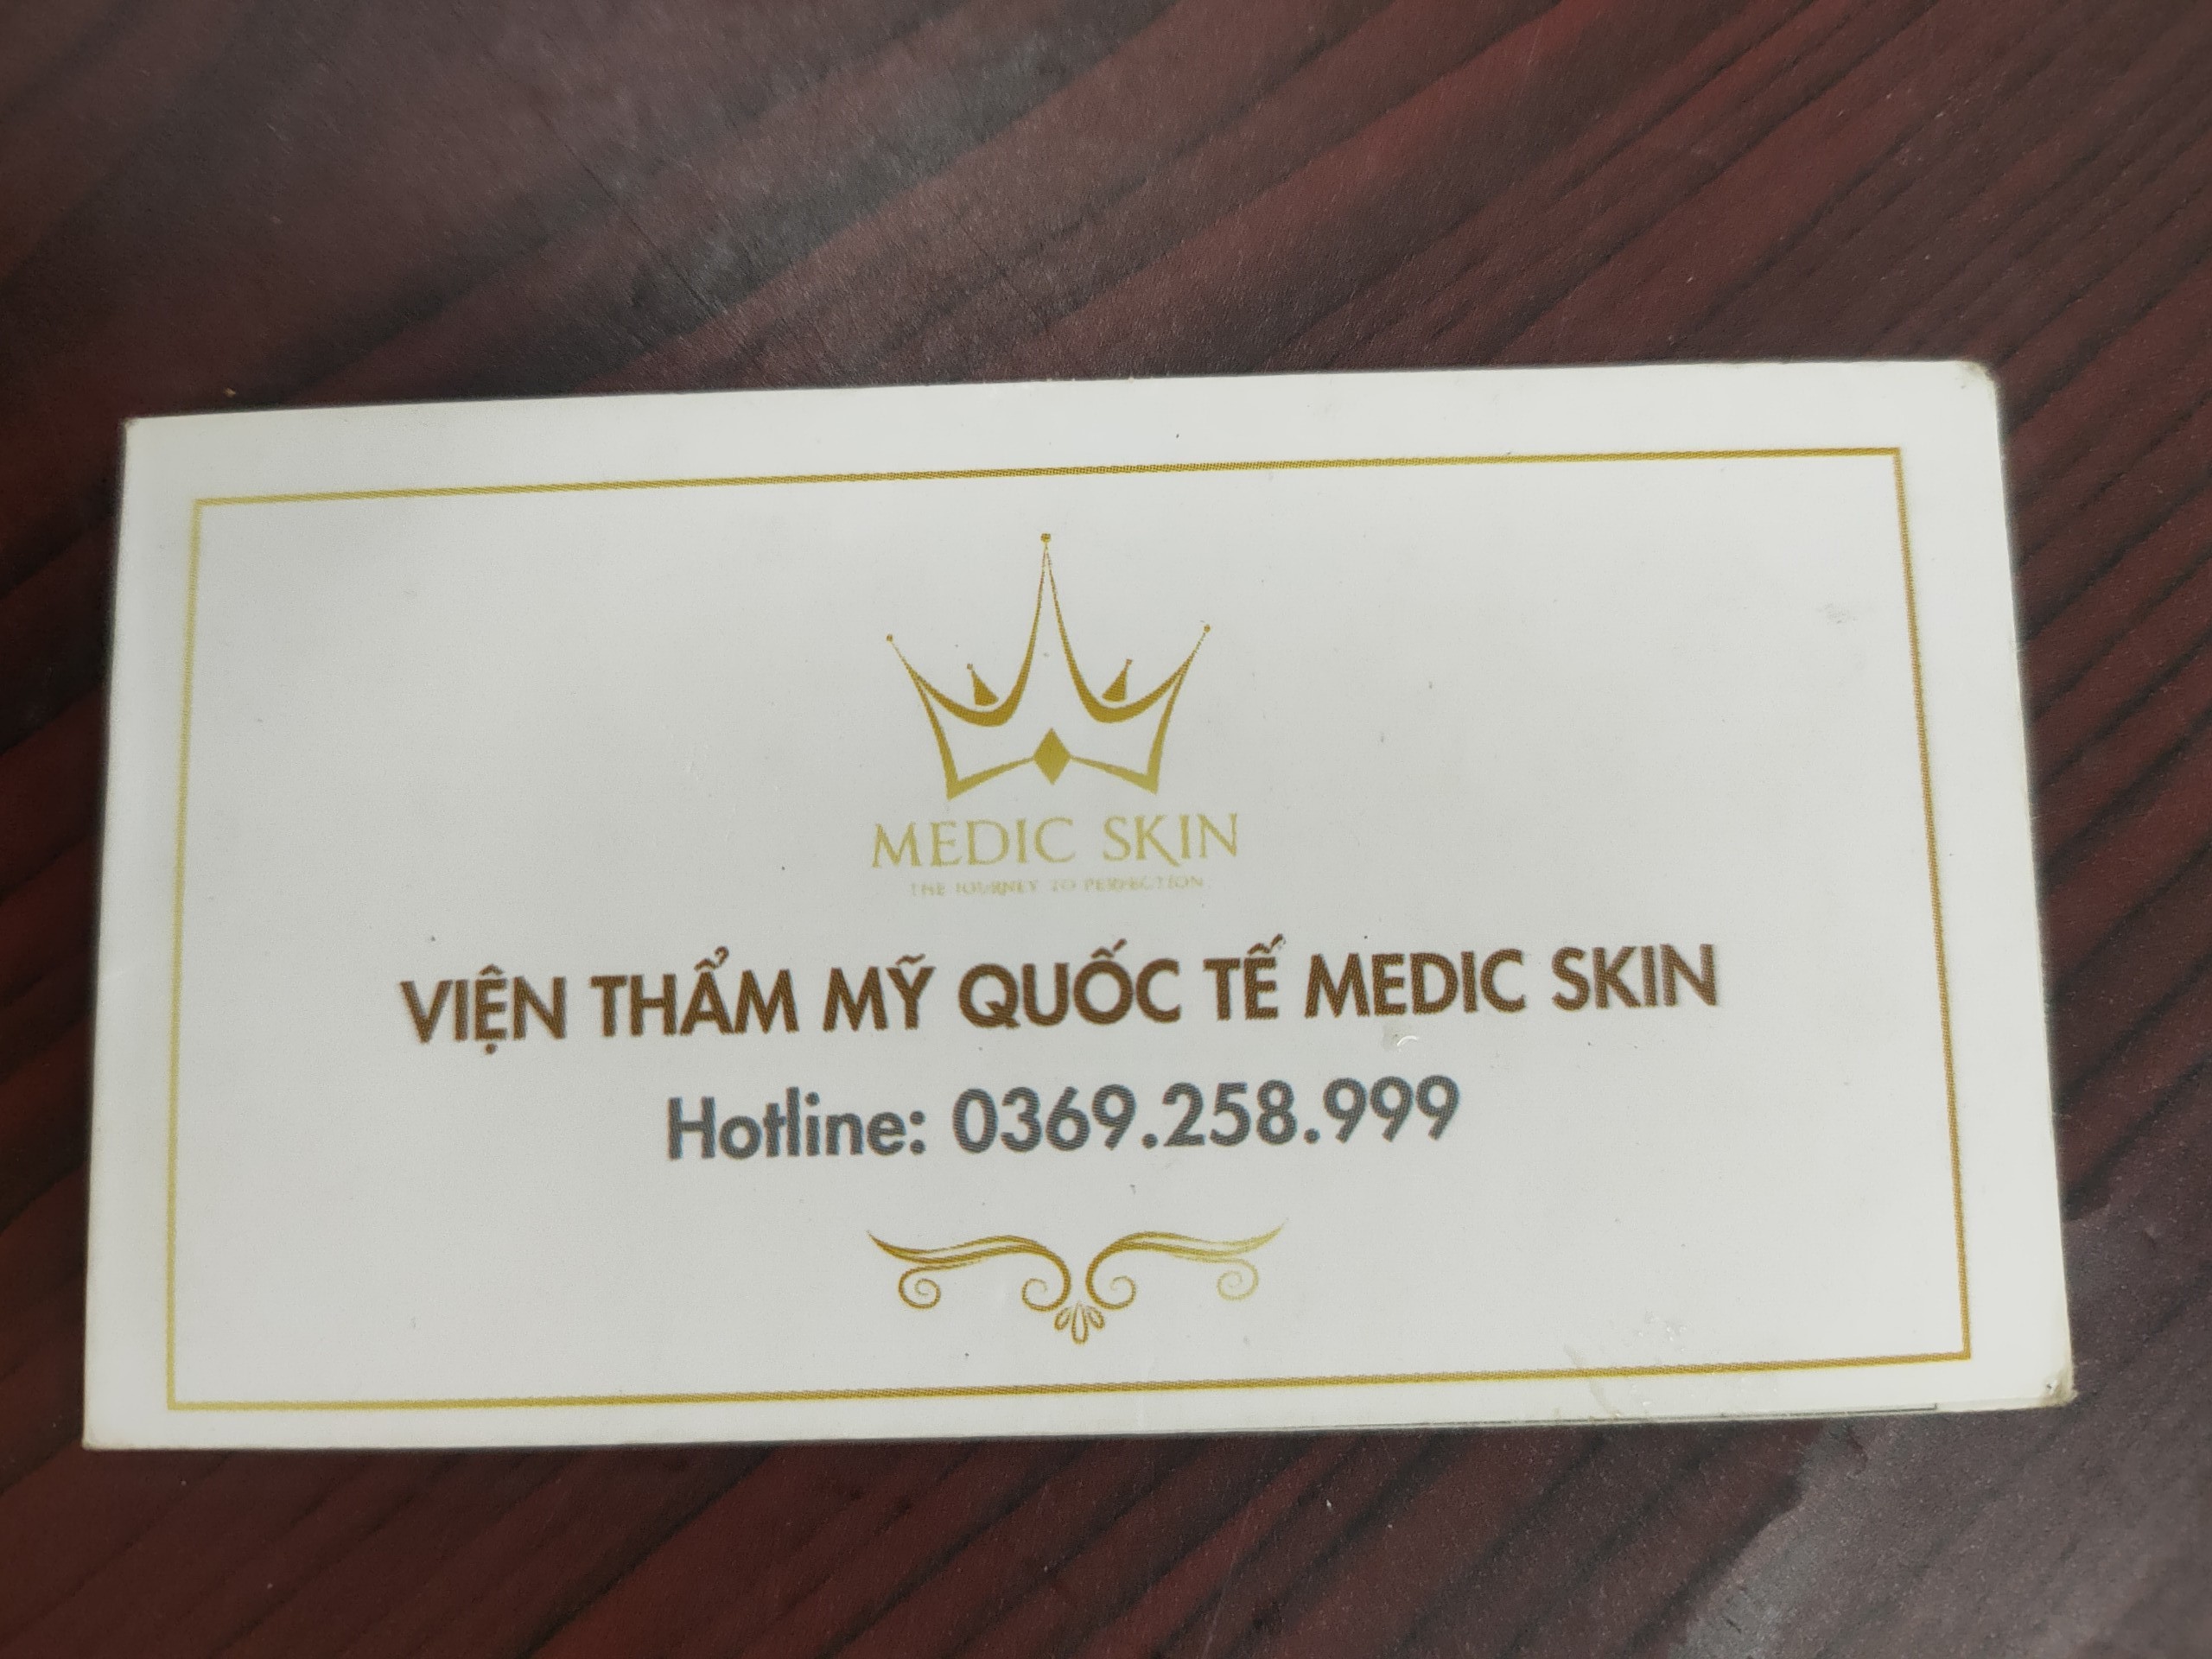 MEDIC SKIN
THE JOURNEY TO PERFECTION
VIỆN THẨM MỸ QUỐC TẾ MEDIC SKIN
Hotline: 0369.258.999